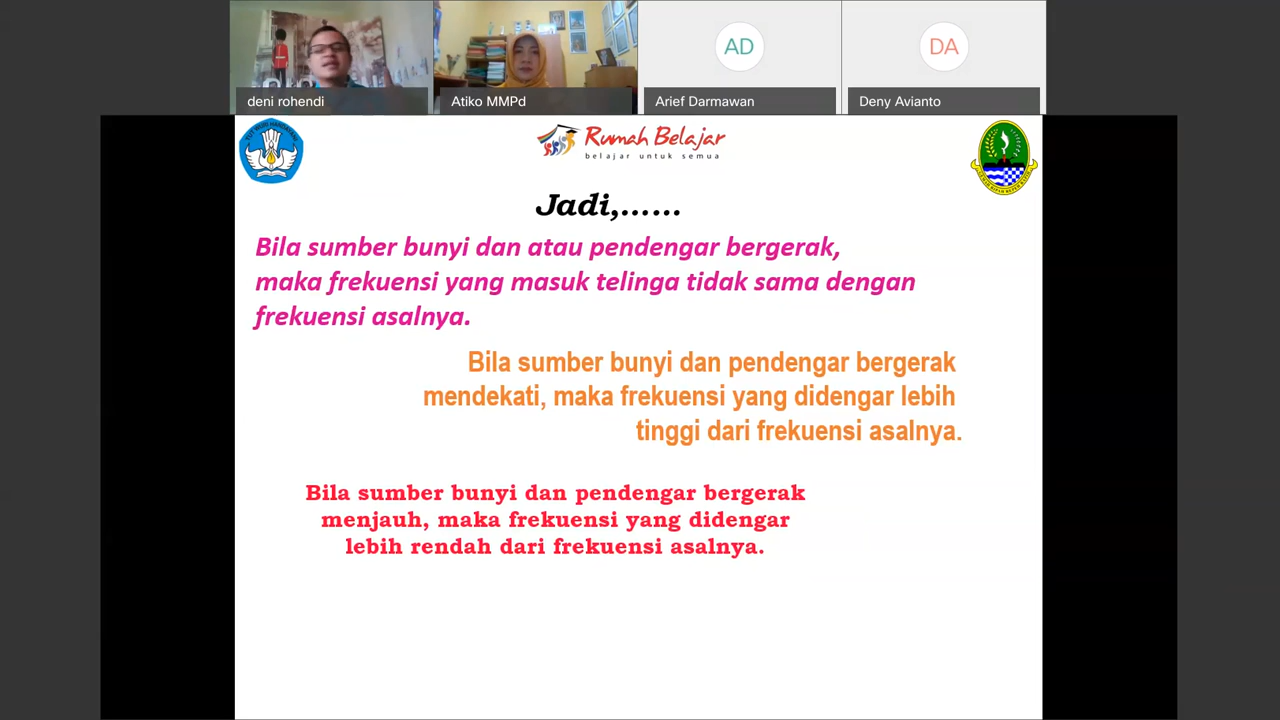 deni rohendi
Atiko MMPd
AD
Arief Darmawan
DA
Deny Avianto
TUT WURI HANDAYANI
Rumah Belajar
belajar untuk semua
Jadi,......
Bila sumber bunyi dan atau pendengar bergerak,
maka frekuensi yang masuk telinga tidak sama dengan
frekuensi asalnya.
Bila sumber bunyi dan pendengar bergerak
mendekati, maka frekuensi yang didengar lebih
tinggi dari frekuensi asalnya.
Bila sumber bunyi dan pendengar bergerak
menjauh, maka frekuensi yang didengar
lebih rendah dari frekuensi asalnya.